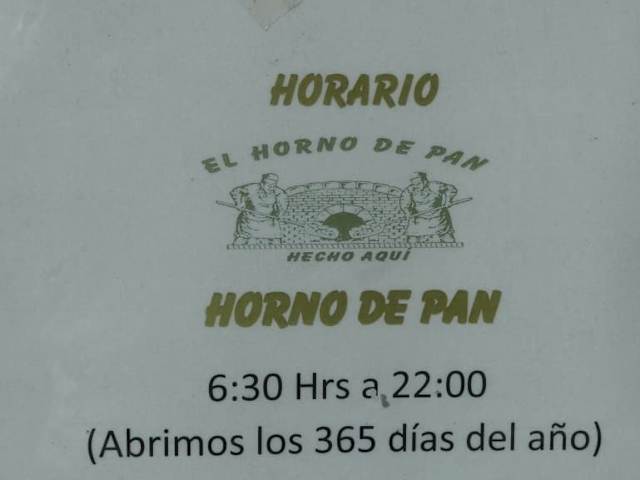 HORARIO
EL HORNO DE PAN
HECHO AQUÍ
HORNO DE PAN
6:30 Hrs a 22:00
(Abrimos los 365 días del año)